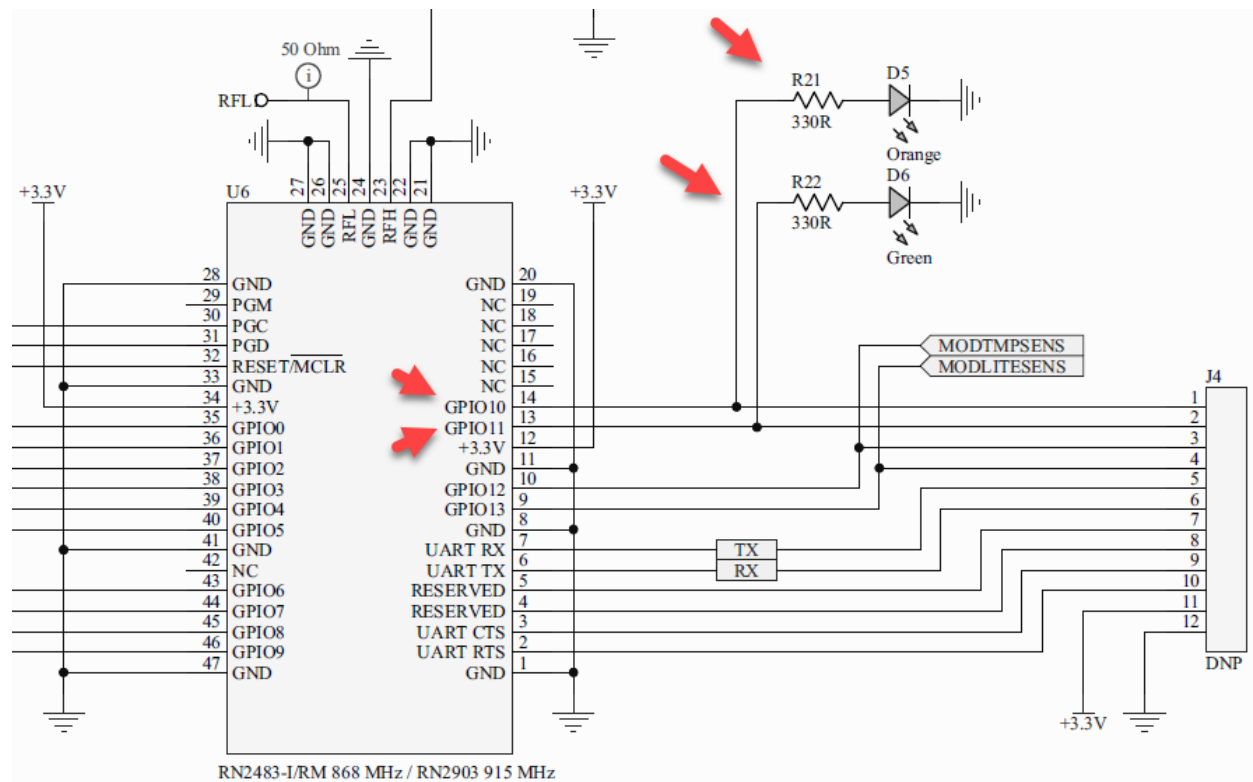 50 Ohm
i
RFL1
R21
330R
D5
Orange
R22
330R
D6
Green
+3.3V
U6
+3.3V
27 26 25 24 23 22 21
GND GND RFL GND RFH GND GND
28 GND
29 PGM
30 PGC
31 PGD
32 RESET/MCLR
33 GND
34 +3.3V
35 GPIO0
36 GPIO1
37 GPIO2
38 GPIO3
39 GPIO4
40 GPIO5
41 GND
42 NC
43 GPIO6
44 GPIO7
45 GPIO8
46 GPIO9
47 GND
GND 20
NC 19
NC 18
NC 17
NC 16
NC 15
GPIO10 14
GPIO11 13
+3.3V 12
GND 11
GPIO12 10
GPIO13 9
GND 8
UART RX 7
UART TX 6
RESERVED 5
RESERVED 4
UART CTS 3
UART RTS 2
GND 1
MODTMPSENS
MODLITESENS
TX
RX
J4
1
2
3
4
5
6
7
8
9
10
11
12
DNP
+3.3V
RN2483-I/RM 868 MHz / RN2903 915 MHz